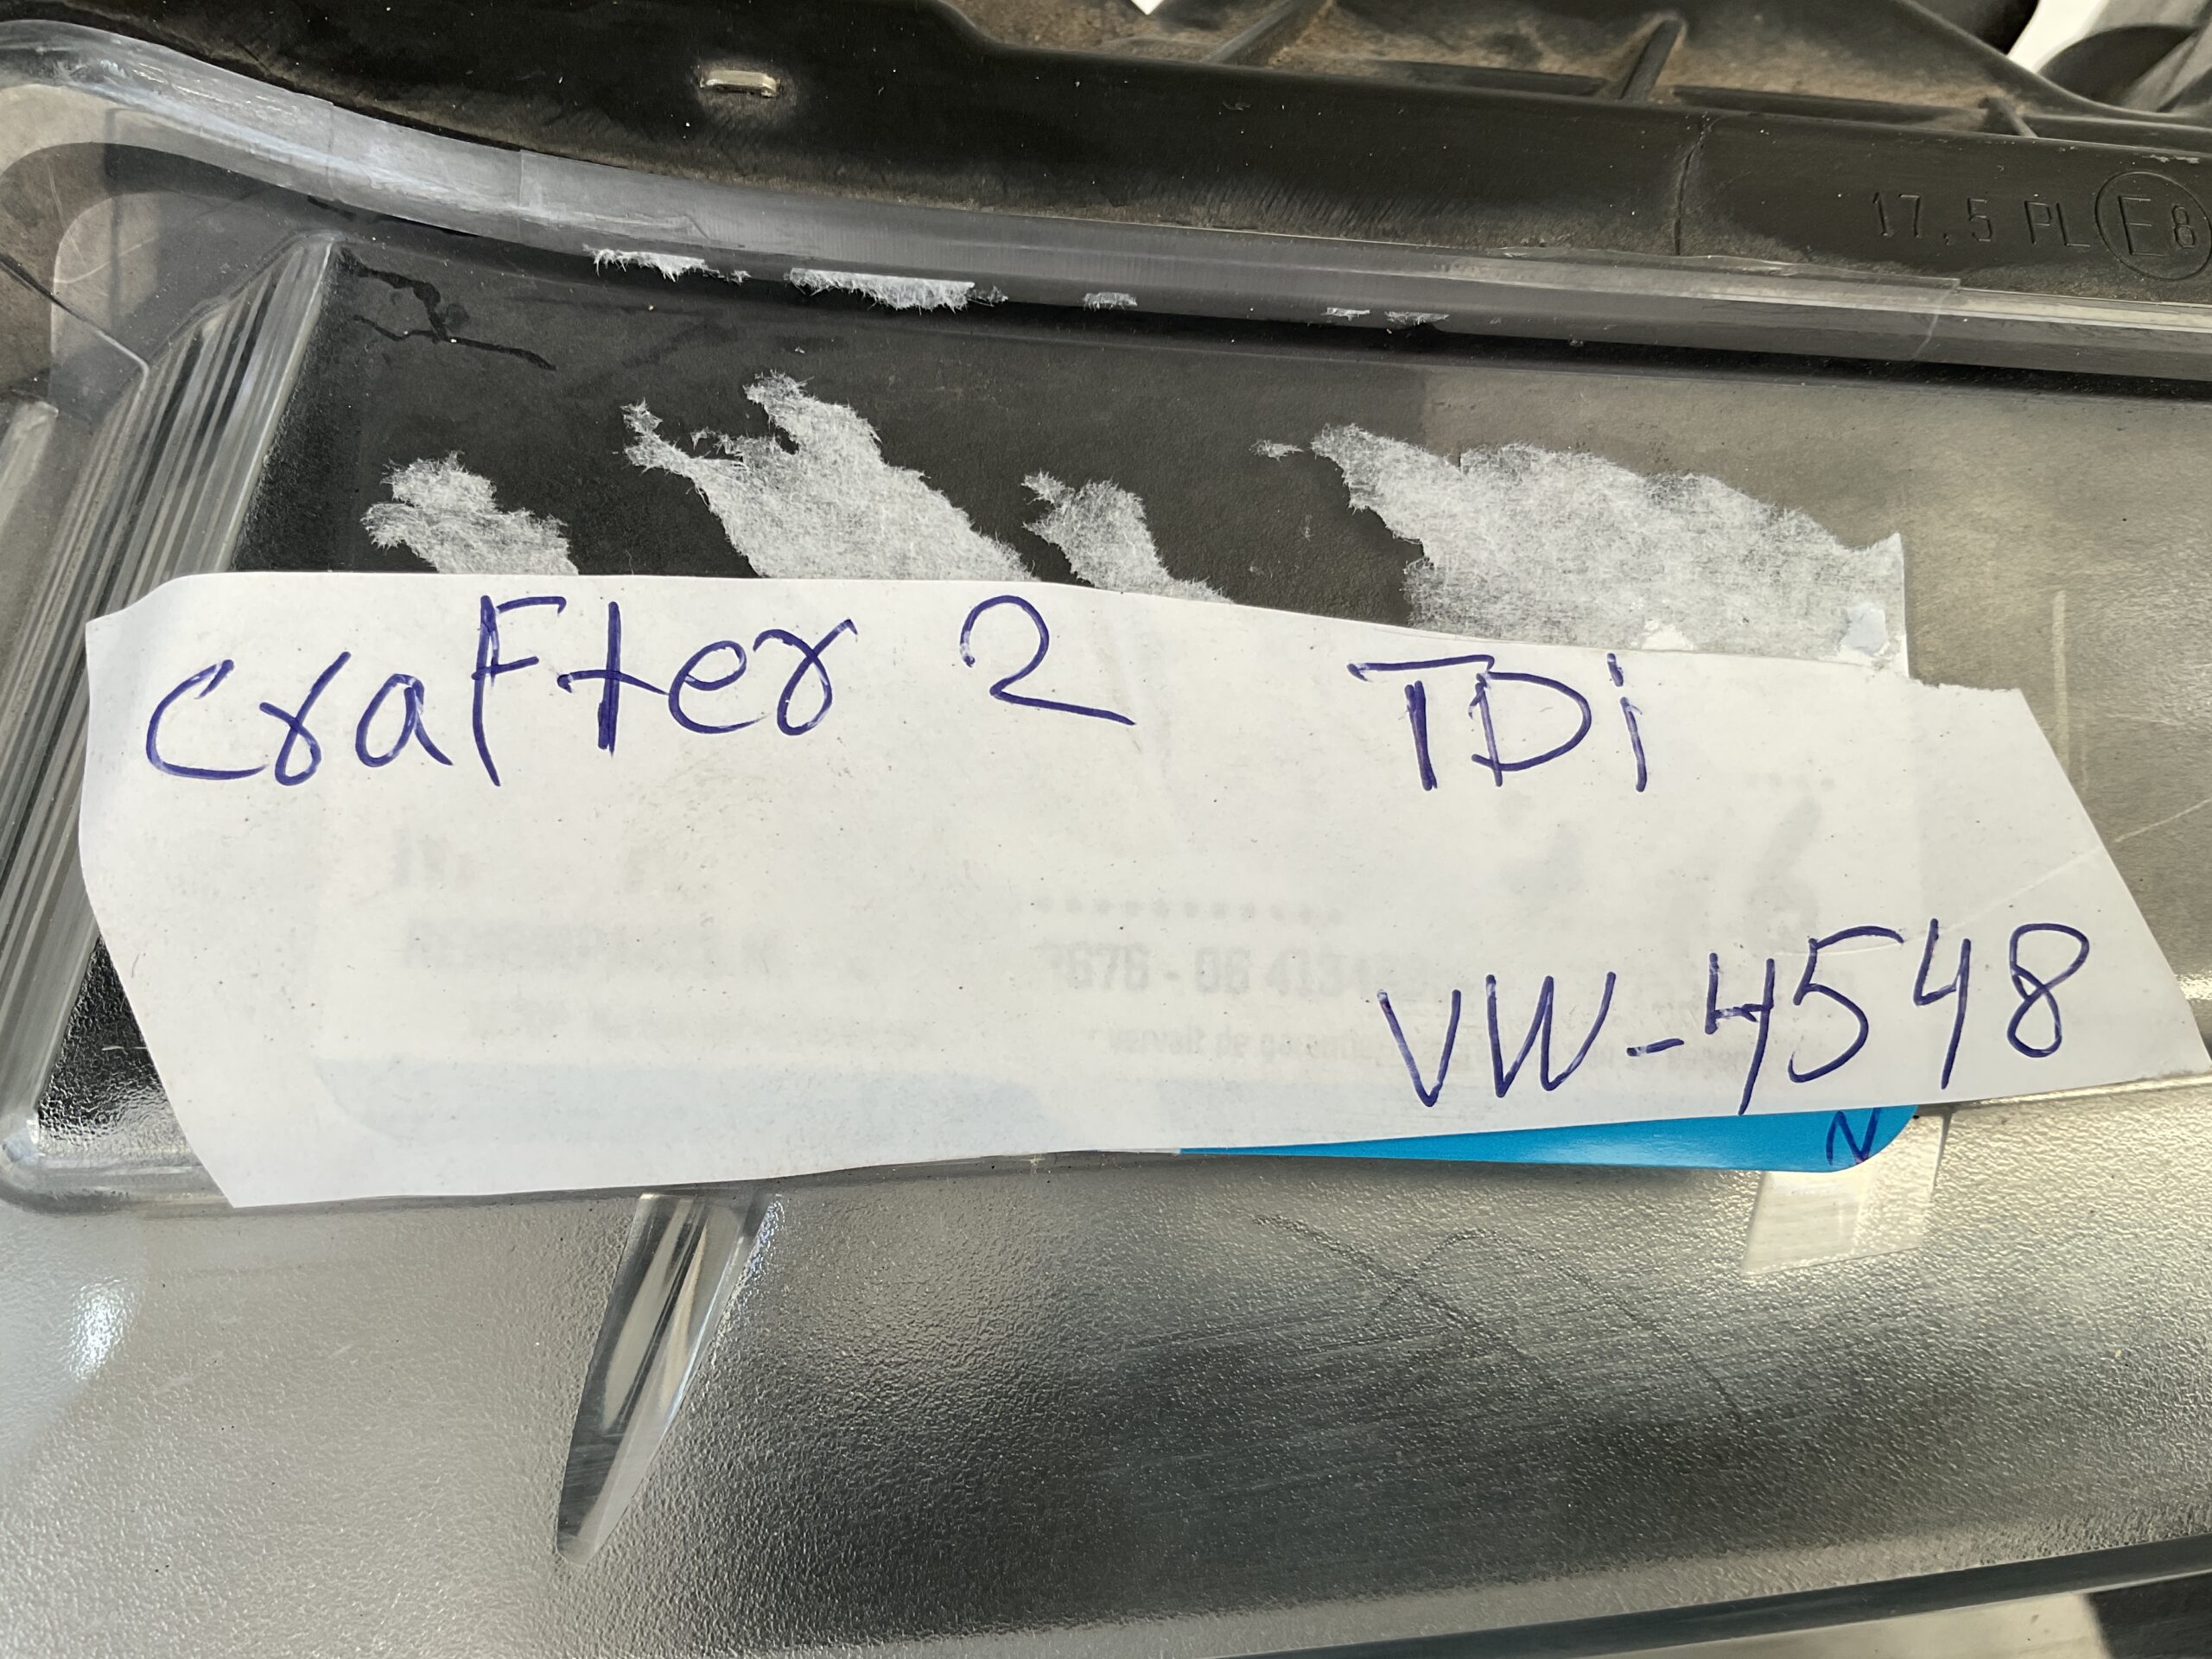 17.5 PL E8
crafter 2 TDi
VW-4548
N